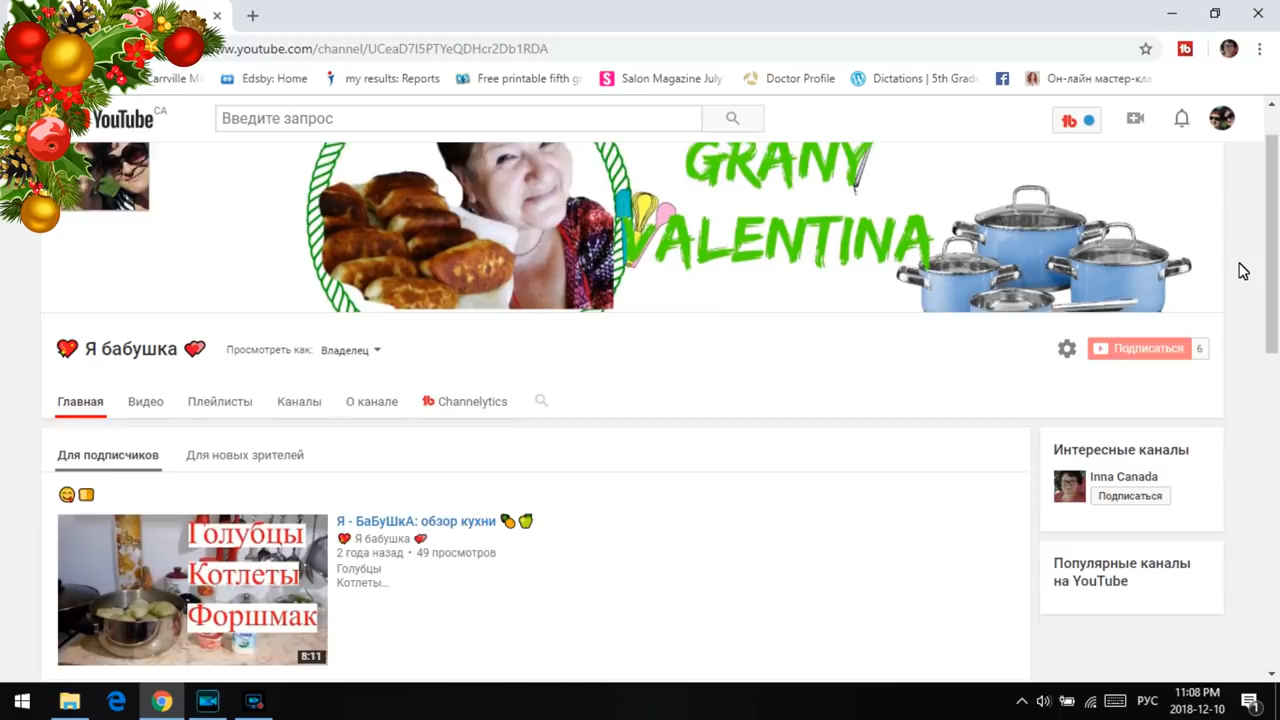 ww.youtube.com/channel/UCeaD7I5PTYeQDHcr2Db1RDA
arrville M
Edsby: Home
my results: Reports
Free printable fifth g
Salon Magazine July
Doctor Profile
Dictations | 5th Grad
Он-лайн мастер-кла
YouTube CA
Введите запрос
GRANY
VALENTINA
Я бабушка
Просмотреть как: Владелец
Подписаться 6
Главная
Видео
Плейлисты
Каналы
О канале
Channelytics
Для подписчиков
Для новых зрителей
Интересные каналы
Inna Canada
Подписаться
Я - БаБуШкА: обзор кухни
Я бабушка
2 года назад • 49 просмотров
Голубцы
Котлеты...
Голубцы
Котлеты
Форшмак
8:11
Популярные каналы
на YouTube
РУС
11:08 PM
2018-12-10
1